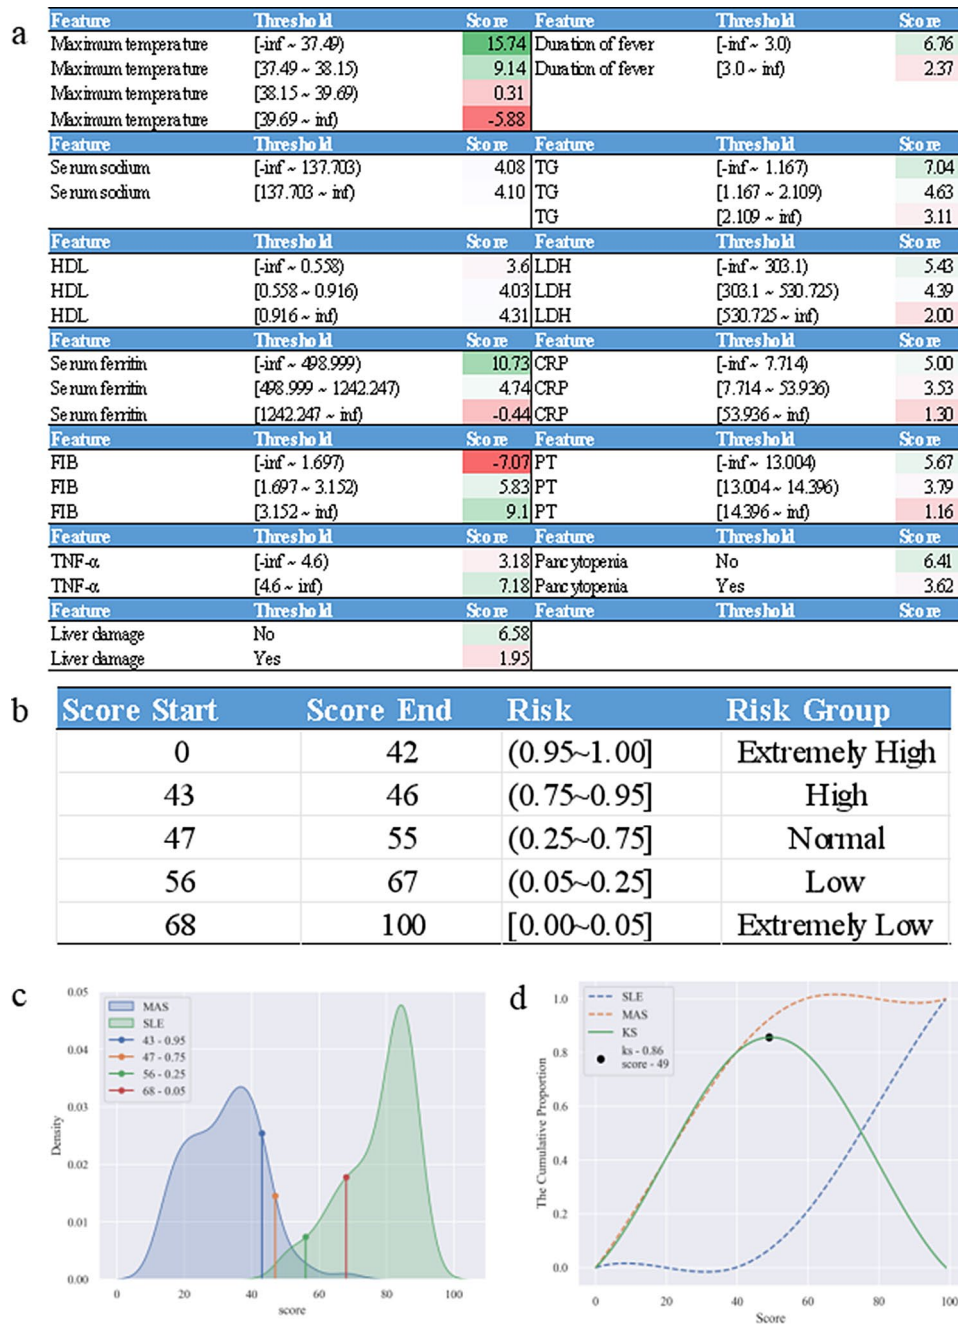 a
Feature Threshold Score Feature Threshold Score
Maximum temperature [-inf ~ 37.49) 15.74 Duration of fever [-inf ~ 3.0) 6.76
Maximum temperature [37.49 ~ 38.15) 9.14 Duration of fever [3.0 ~ inf) 2.37
Maximum temperature [38.15 ~ 39.69) 0.31
Maximum temperature [39.69 ~ inf) -5.88
Feature Threshold Score Feature Threshold Score
Serum sodium [-inf ~ 137.703) 4.08 TG [-inf ~ 1.167) 7.04
Serum sodium [137.703 ~ inf) 4.10 TG [1.167 ~ 2.109) 4.63
TG [2.109 ~ inf) 3.11
Feature Threshold Score Feature Threshold Score
HDL [-inf ~ 0.558) 3.6 LDH [-inf ~ 303.1) 5.43
HDL [0.558 ~ 0.916) 4.03 LDH [303.1 ~ 530.725) 4.39
HDL [0.916 ~ inf) 4.31 LDH [530.725 ~ inf) 2.00
Feature Threshold Score Feature Threshold Score
Serum ferritin [-inf ~ 498.999) 10.73 CRP [-inf ~ 7.714) 5.00
Serum ferritin [498.999 ~ 1242.247) 4.74 CRP [7.714 ~ 53.936) 3.53
Serum ferritin [1242.247 ~ inf) -0.44 CRP [53.936 ~ inf) 1.30
Feature Threshold Score Feature Threshold Score
FIB [-inf ~ 1.697) -7.07 PT [-inf ~ 13.004) 5.67
FIB [1.697 ~ 3.152) 5.83 PT [13.004 ~ 14.396) 3.79
FIB [3.152 ~ inf) 9.1 PT [14.396 ~ inf) 1.16
Feature Threshold Score Feature Threshold Score
TNF-α [-inf ~ 4.6) 3.18 Pancytopenia No 6.41
TNF-α [4.6 ~ inf) 7.18 Pancytopenia Yes 3.62
Feature Threshold Score Feature Threshold Score
Liver damage No 6.58
Liver damage Yes 1.95
b
Score Start Score End Risk Risk Group
0 42 (0.95~1.00] Extremely High
43 46 (0.75~0.95] High
47 55 (0.25~0.75] Normal
56 67 (0.05~0.25] Low
68 100 [0.00~0.05] Extremely Low
c
0.05
0.04
0.03
0.02
0.01
0.00
Density
MAS
SLE
43 - 0.95
47 - 0.75
56 - 0.25
68 - 0.05
0 20 40 60 80 100
score
d
1.0
0.8
0.6
0.4
0.2
0.0
The Cumulative Proportion
SLE
MAS
KS
ks - 0.86
score - 49
0 20 40 60 80 100
Score